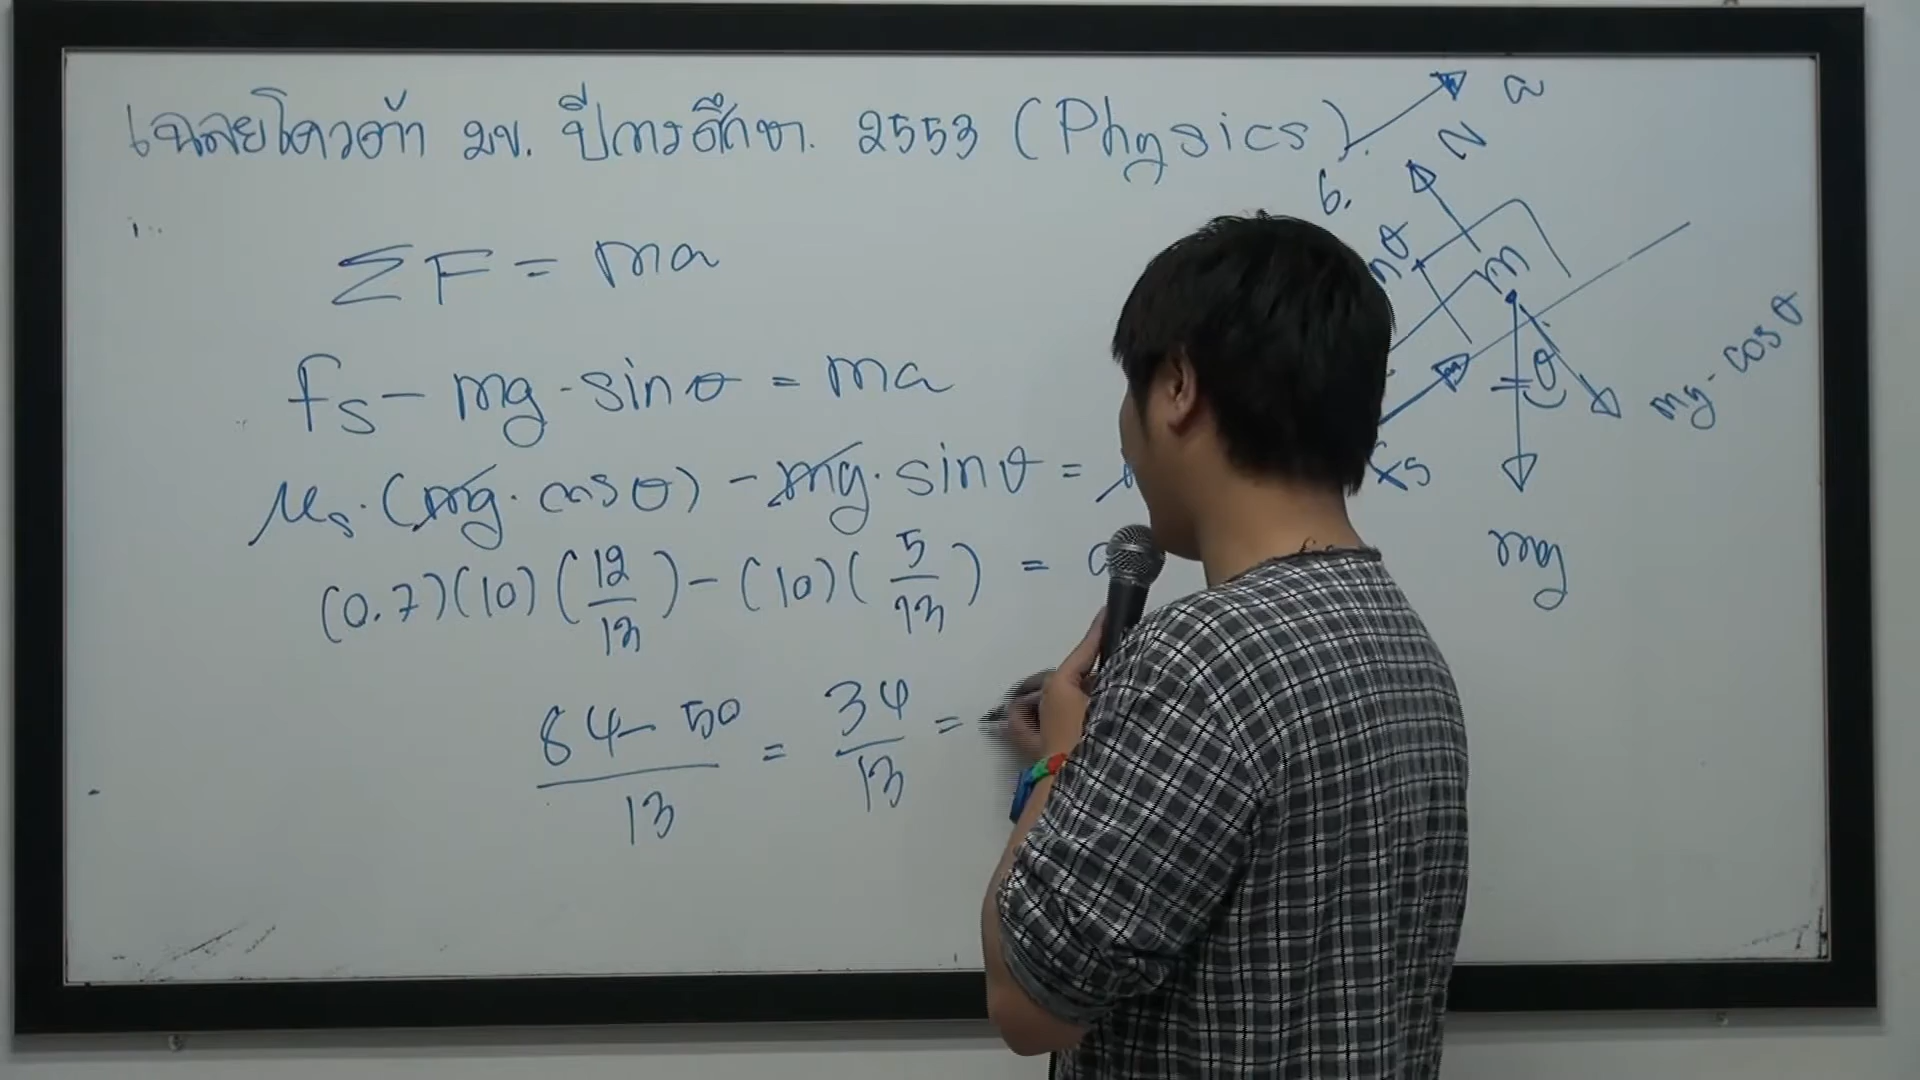 เฉลยโควต้า มข. ปีการศึกษา. 2553 (Physics).
ΣF = ma
fs - mg·sinθ = ma
μs·(mg·cosθ) - mg·sinθ =
(0.7)(10)(12/13) - (10)(5/13) = a
84-50/13 = 34/13 =
6.
a
N
m
θ
mg·cosθ
fs
mg